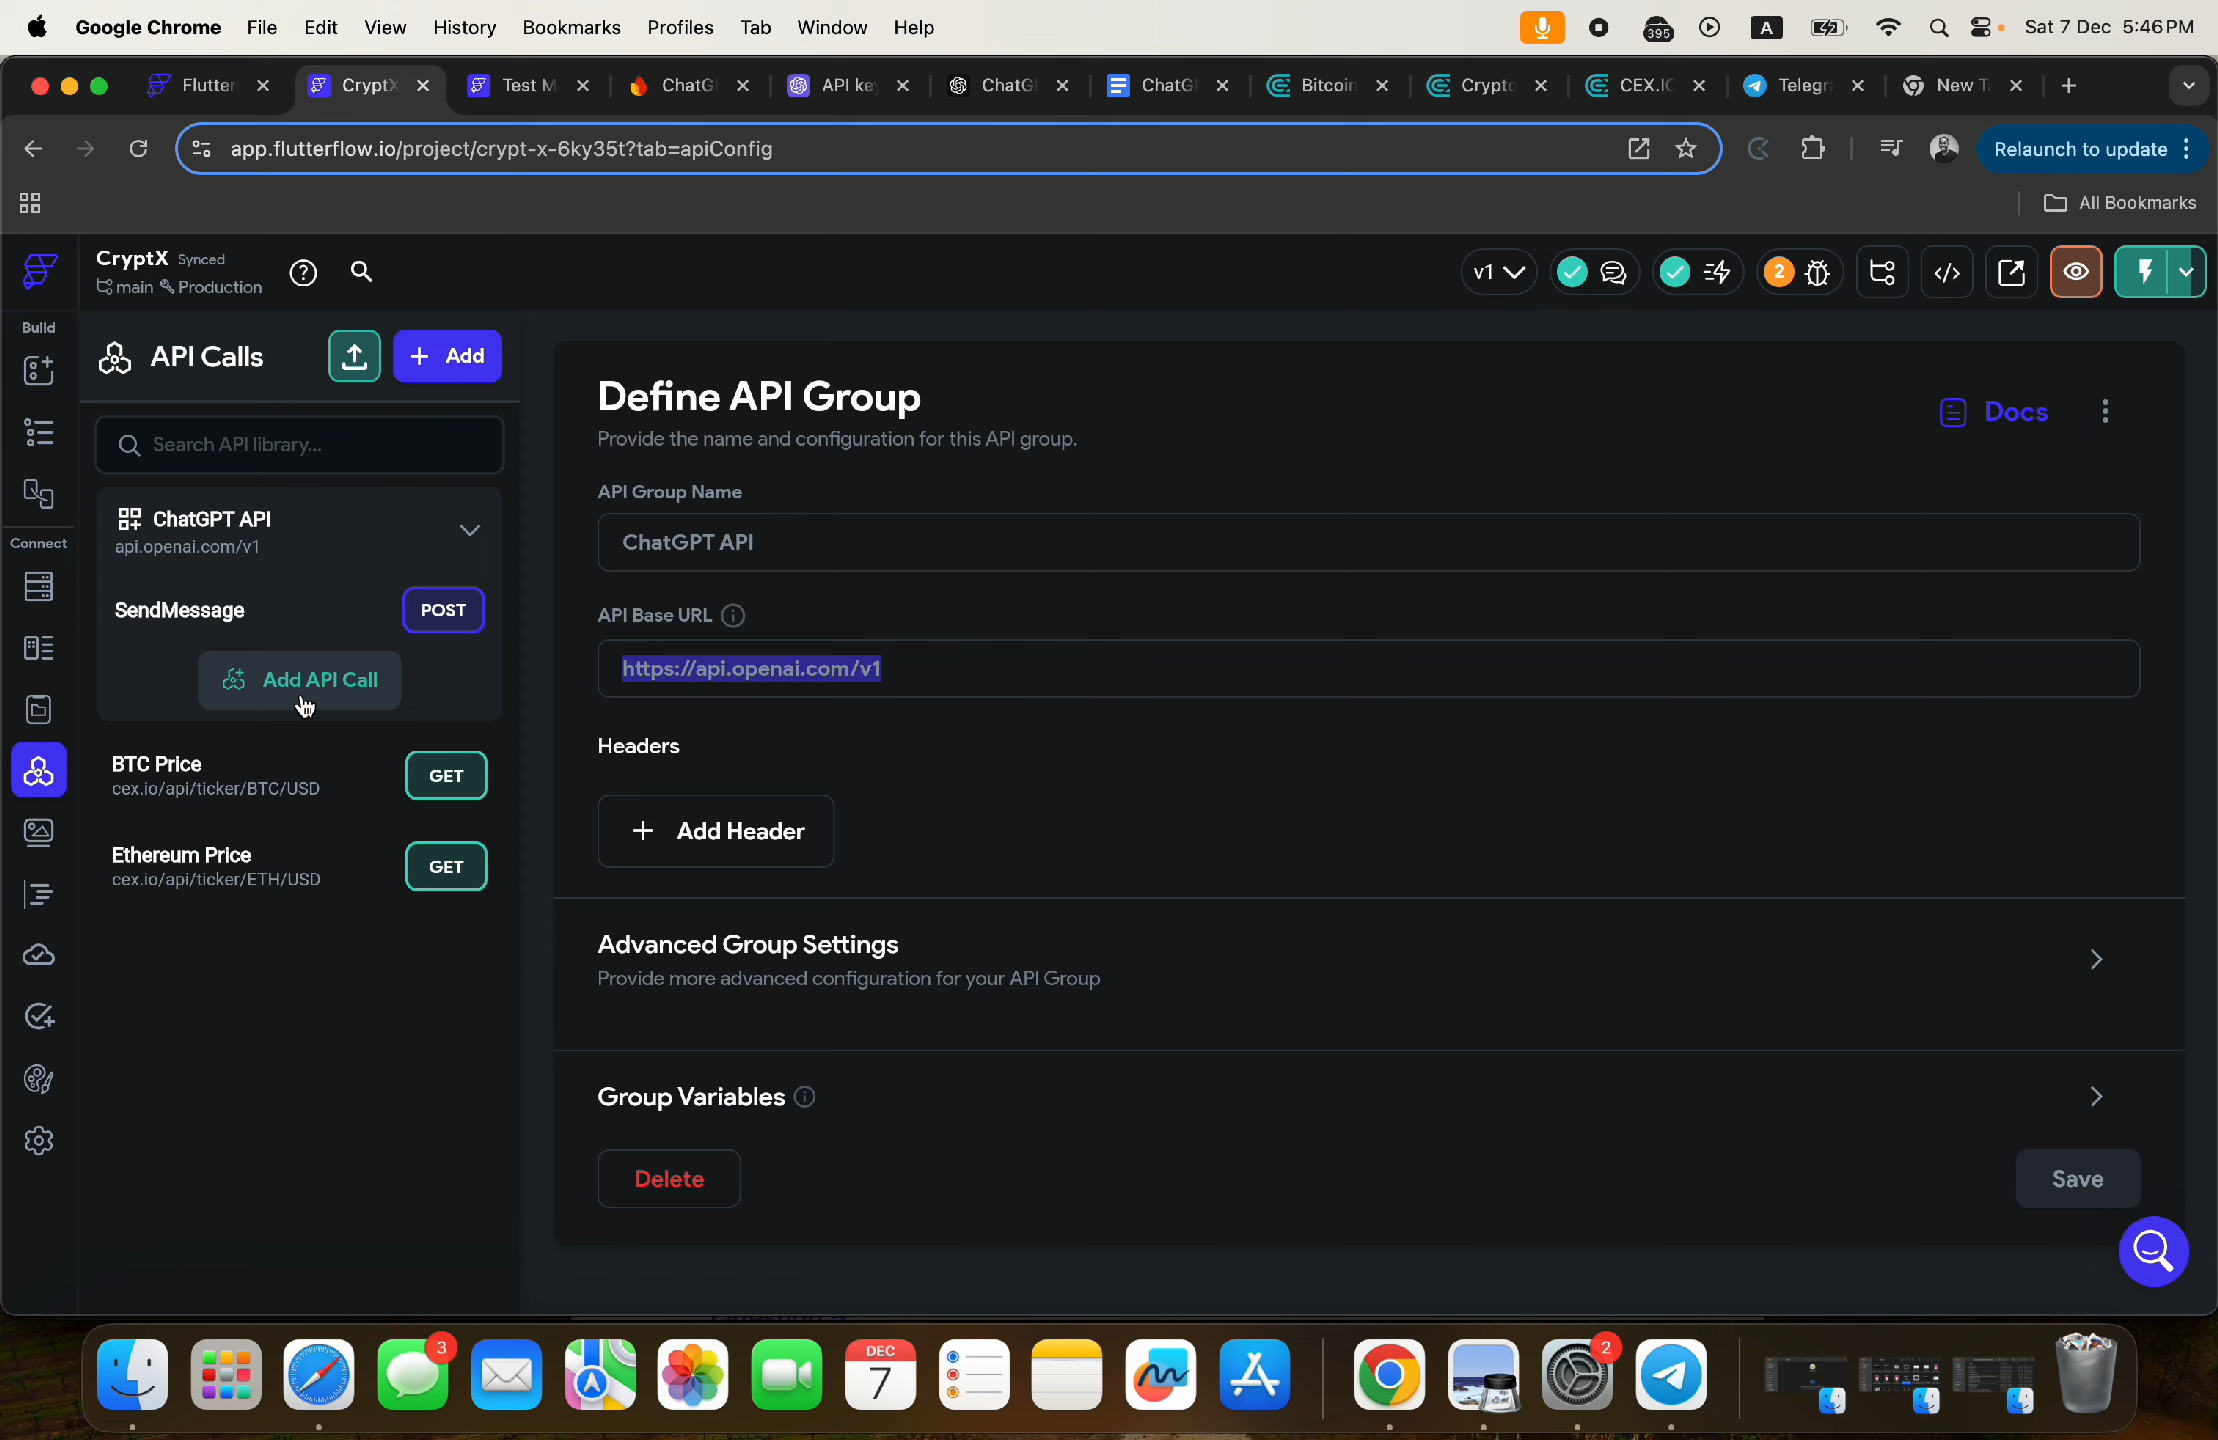 Google Chrome File Edit View History Bookmarks Profiles Tab Window Help 395 A Sat 7 Dec 5:46 PM
Flutter CryptX Test M ChatG API key ChatG ChatG Bitcoin Crypto CEX.IO Telegr New T
app.flutterflow.io/project/crypt-x-6ky35t?tab=apiConfig Relaunch to update
All Bookmarks
CryptX Synced
main Production
v1 2
Build
API Calls
Add
Search API library...
ChatGPT API
api.openai.com/v1
Connect
SendMessage POST
Add API Call
BTC Price
cex.io/api/ticker/BTC/USD
GET
Ethereum Price
cex.io/api/ticker/ETH/USD
GET
Define API Group
Provide the name and configuration for this API group.
Docs
API Group Name
ChatGPT API
API Base URL
https://api.openai.com/v1
Headers
Add Header
Advanced Group Settings
Provide more advanced configuration for your API Group
Group Variables
Delete
Save
3
DEC
7
2